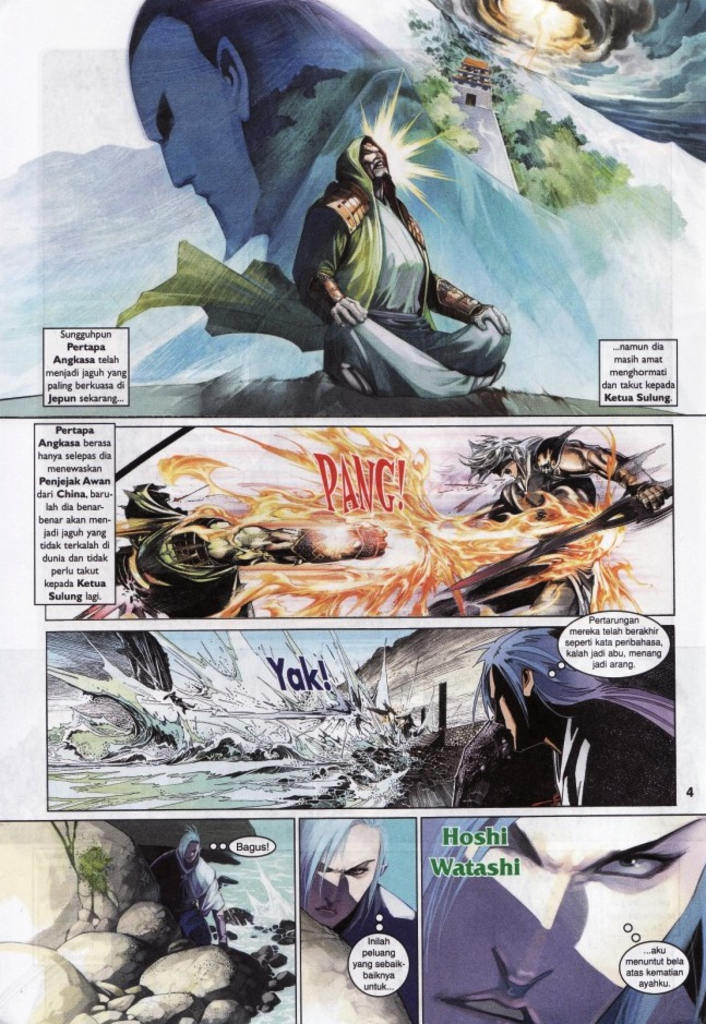 Sungguhpun
Pertapa
Angkasa telah
menjadi jaguh yang
paling berkuasa di
Jepun sekarang...
...namun dia
masih amat
menghormati
dan takut kepada
Ketua Sulung.
Pertapa
Angkasa berasa
hanya selepas dia
menewaskan
Penjejak Awan
dari China, baru-
lah dia benar-
benar akan men-
jadi jaguh yang
tidak terkalah di
dunia dan tidak
perlu takut
kepada Ketua
Sulung lagi.
PANG!
Pertarungan
mereka telah berakhir
seperti kata peribahasa,
kalah jadi abu, menang
jadi arang.
Yak!
4
Bagus!
Inilah
peluang
yang sebaik-
baiknya
untuk...
Hoshi
Watashi
...aku
menuntut bela
atas kematian
ayahku.